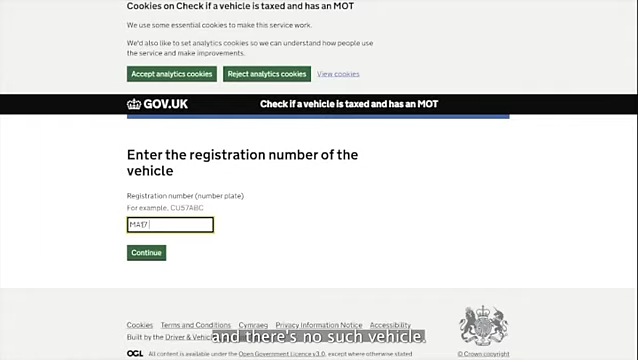 Cookies on Check if a vehicle is taxed and has an MOT
We use some essential cookies to make this service work.
We'd also like to set analytics cookies so we can understand how people use
the service and make improvements.
Accept analytics cookies Reject analytics cookies View cookies
GOV.UK Check if a vehicle is taxed and has an MOT
Enter the registration number of the
vehicle
Registration number (number plate)
For example, CU57ABC
MA17
Continue
Cookies Terms and Conditions Cymraeg Privacy Information Notice Accessibility
Built by the Driver & Vehicle
and there's no such vehicle.
OGL All content is available under the Open Government Licence v3.0, except where otherwise stated
© Crown copyright